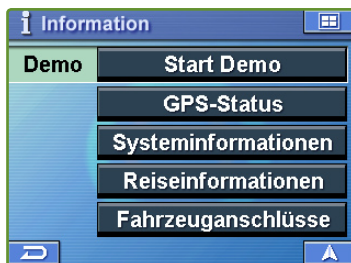 i Information
Demo Start Demo
GPS-Status
Systeminformationen
Reiseinformationen
Fahrzeuganschlüsse